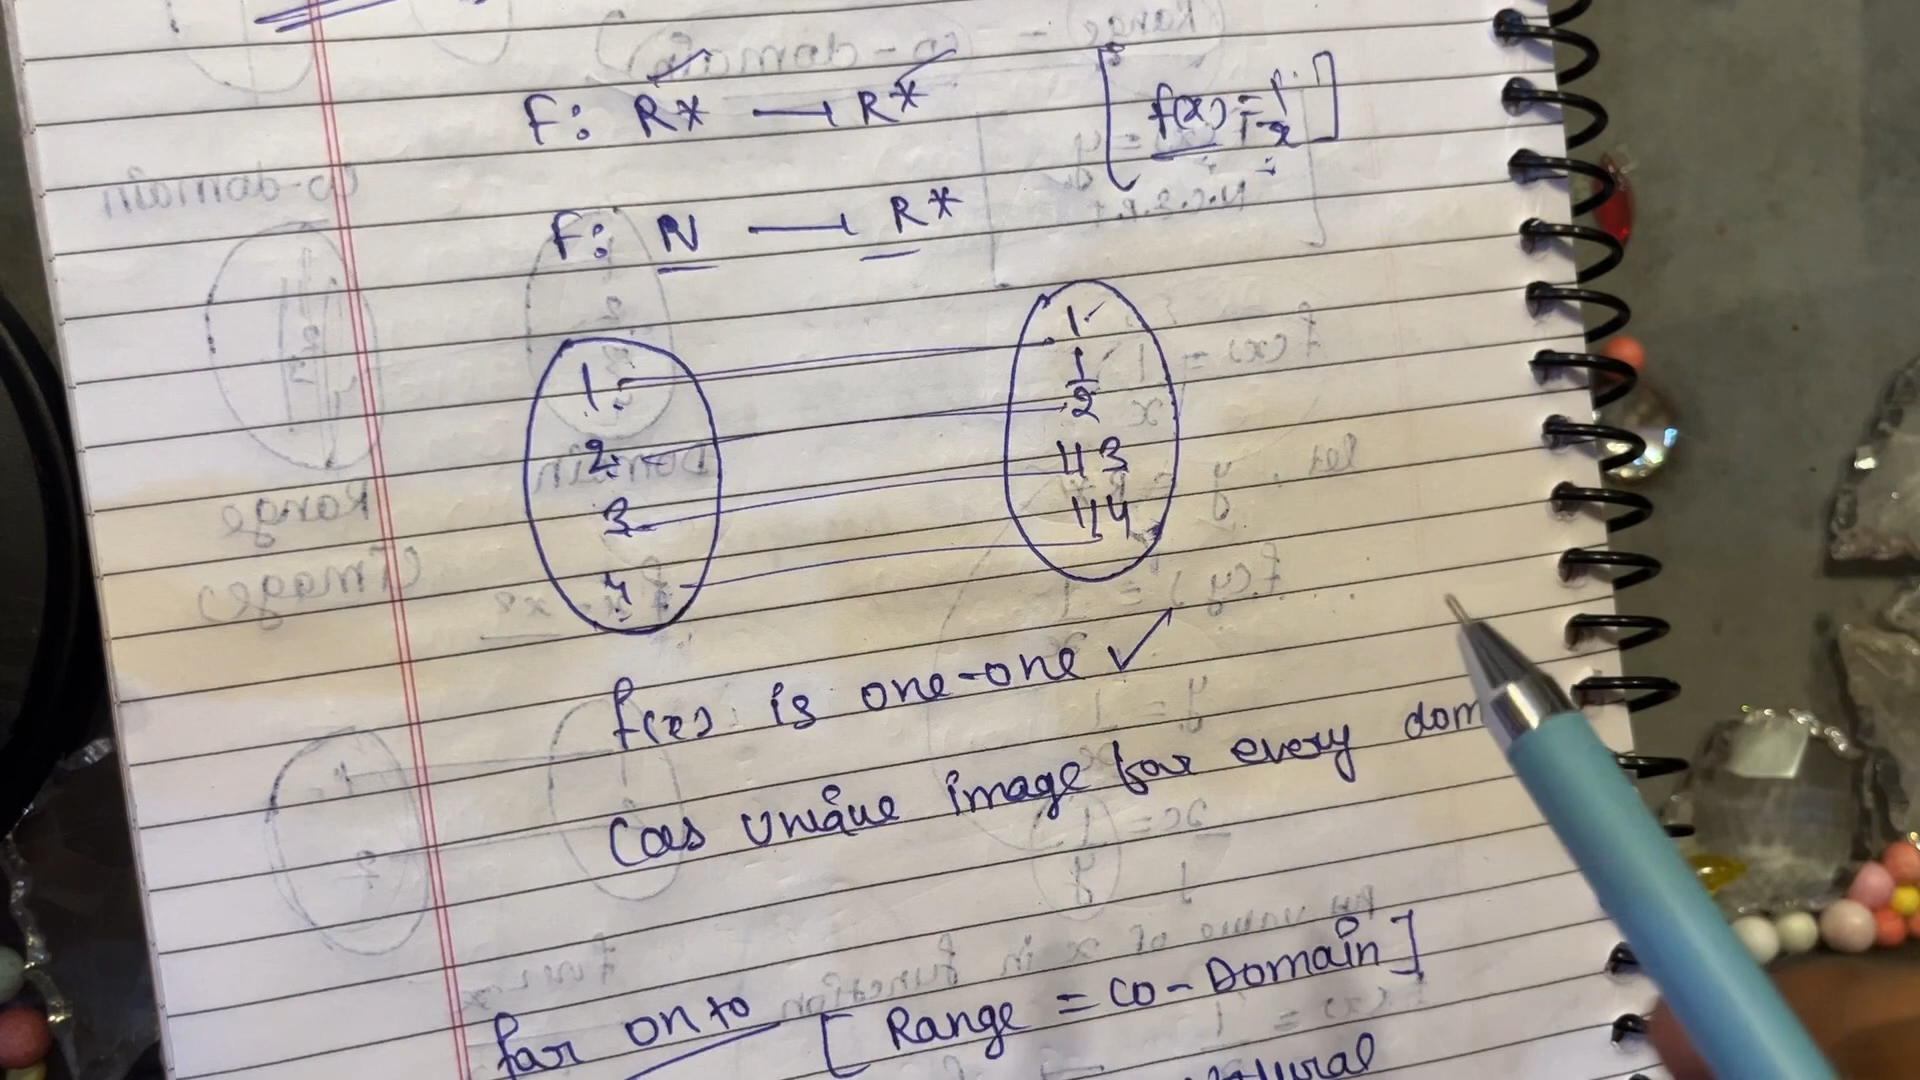 F: R* → R* [f(x) = 1/x]
F: N → R*
1 1
2 1/2
3 1/3
4 1/4
f(x) is one-one ✓
(as unique image for every dom
for onto [Range = co-Domain]